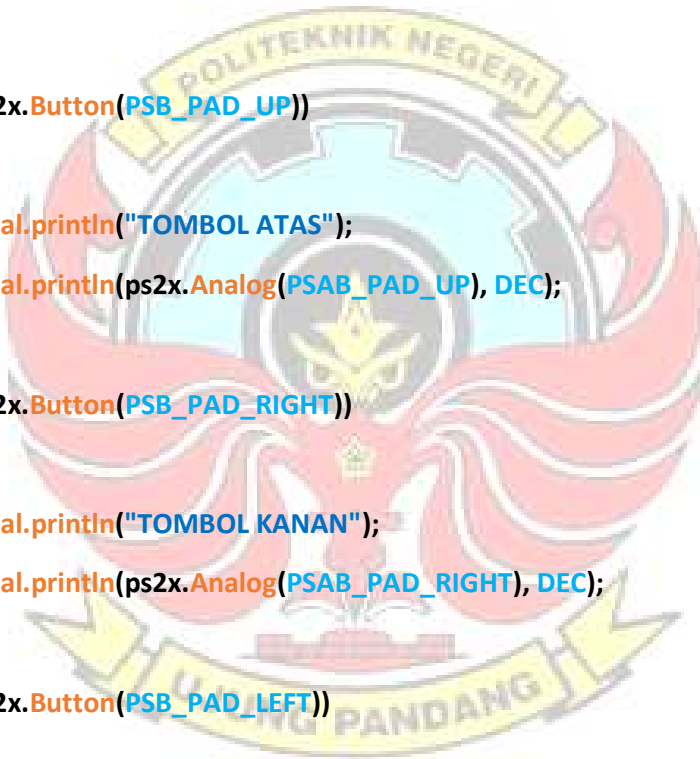 POLITEKNIK NEGERI
2x.Button(PSB_PAD_UP))
al.println("TOMBOL ATAS");
al.println(ps2x.Analog(PSAB_PAD_UP), DEC);
2x.Button(PSB_PAD_RIGHT))
al.println("TOMBOL KANAN");
al.println(ps2x.Analog(PSAB_PAD_RIGHT), DEC);
2x.Button(PSB_PAD_LEFT))
UJUNG PANDANG